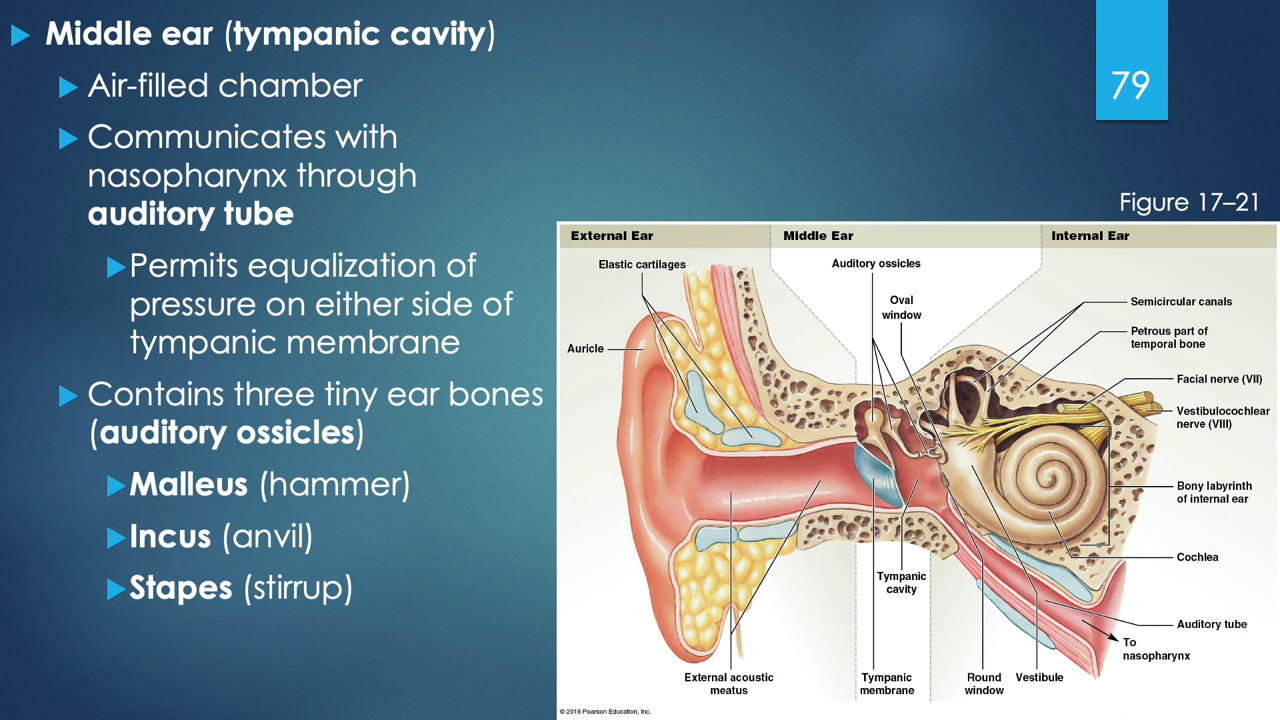 Middle ear (tympanic cavity)
Air-filled chamber
Communicates with
nasopharynx through
auditory tube
Permits equalization of
pressure on either side of
tympanic membrane
Contains three tiny ear bones
(auditory ossicles)
Malleus (hammer)
Incus (anvil)
Stapes (stirrup)
79
Figure 17–21
External Ear
Middle Ear
Internal Ear
Elastic cartilages
Auditory ossicles
Oval
window
Semicircular canals
Auricle
Petrous part of
temporal bone
Facial nerve (VII)
Vestibulocochlear
nerve (VIII)
Bony labyrinth
of internal ear
Cochlea
Tympanic
cavity
Auditory tube
To
nasopharynx
External acoustic
meatus
Tympanic
membrane
Round
window
Vestibule
© 2018 Pearson Education, Inc.